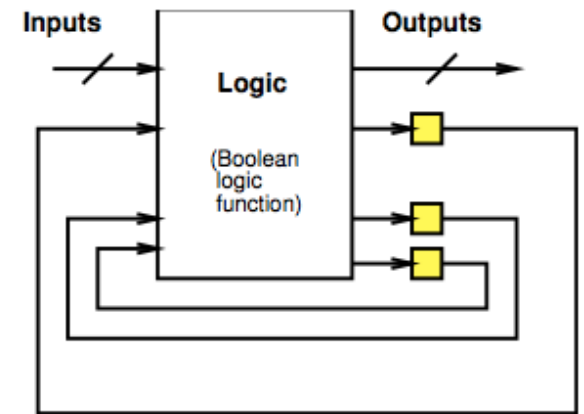 Inputs
Outputs
Logic
(Boolean
logic
function)